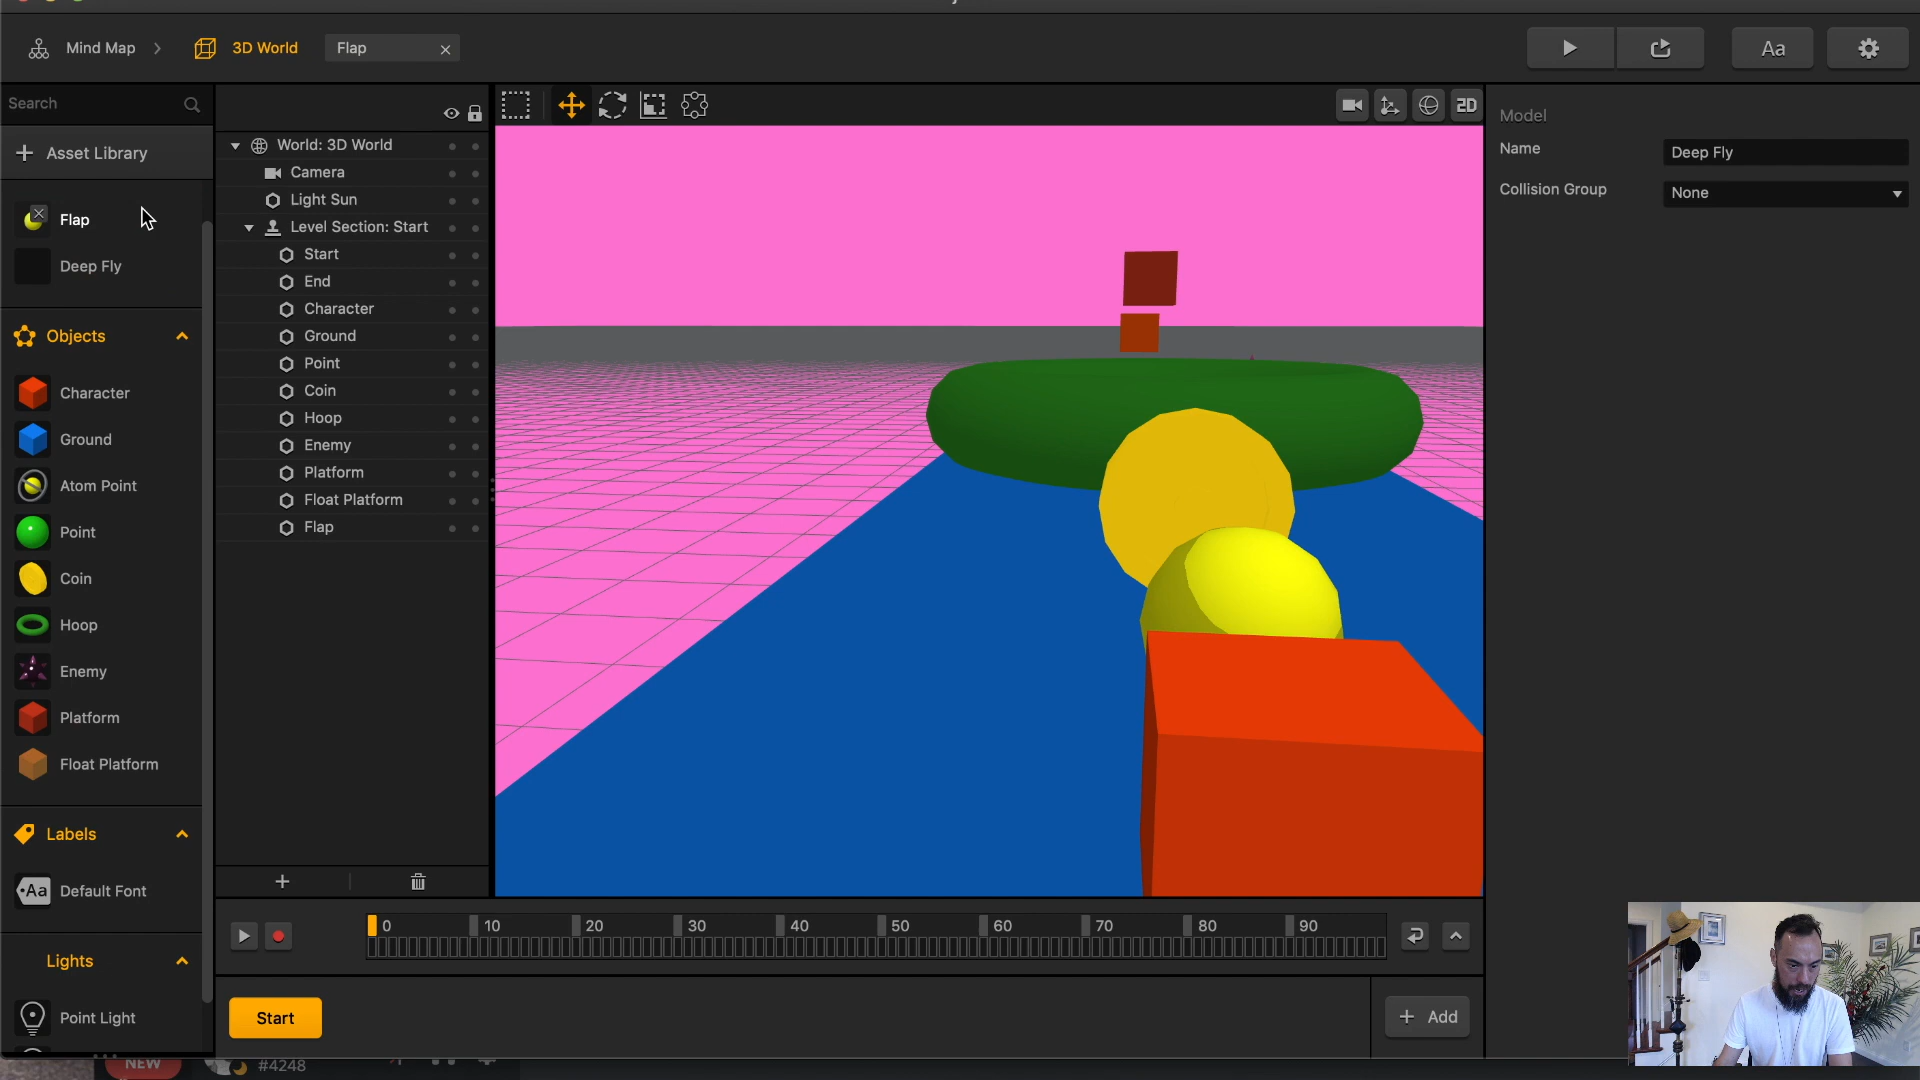 Mind Map
3D World
Flap
Aa
Search
Asset Library
Flap
Deep Fly
Objects
Character
Ground
Atom Point
Point
Coin
Hoop
Enemy
Platform
Float Platform
Labels
Aa
Default Font
Lights
Point Light
World: 3D World
Camera
Light Sun
Level Section: Start
Start
End
Character
Ground
Point
Coin
Hoop
Enemy
Platform
Float Platform
Flap
2D
Model
Name
Deep Fly
Collision Group
None
0 10 20 30 40 50 60 70 80 90
Start
Add
NEW
#4248